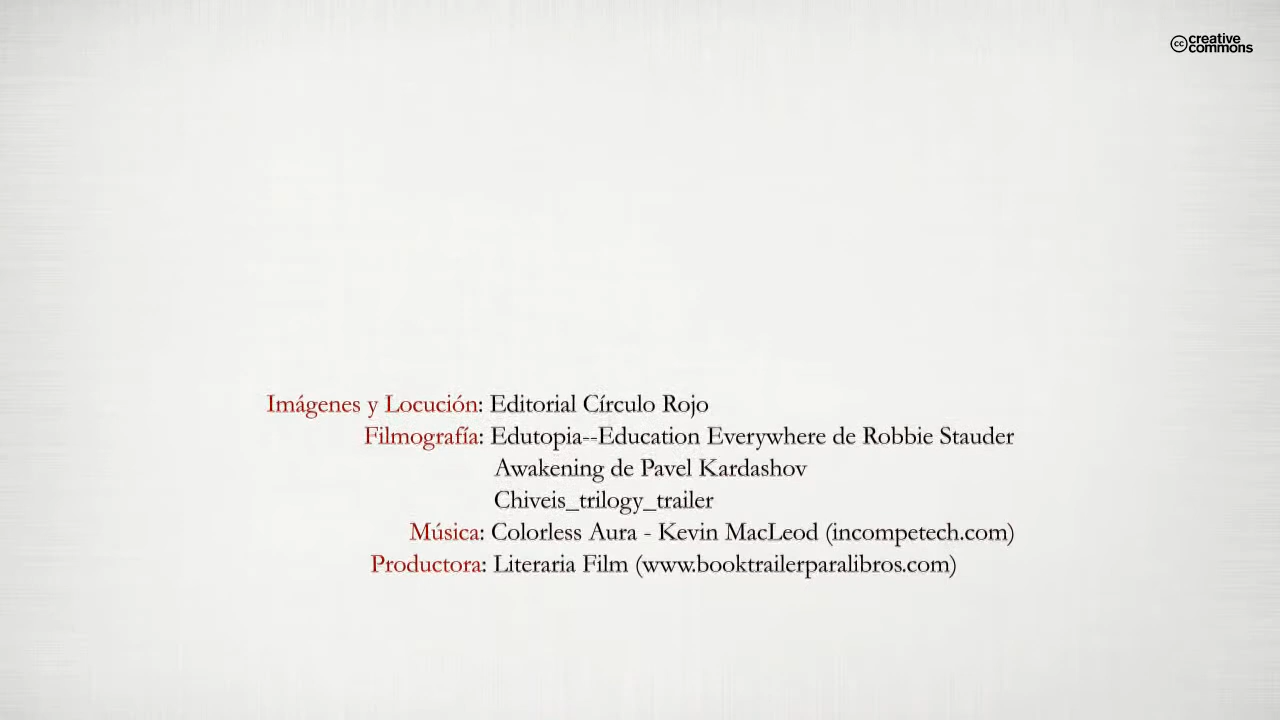 cc creative
commons
Imágenes y Locución: Editorial Círculo Rojo
Filmografía: Edutopia--Education Everywhere de Robbie Stauder
Awakening de Pavel Kardashov
Chiveis_trilogy_trailer
Música: Colorless Aura - Kevin MacLeod (incompetech.com)
Productora: Literaria Film (www.booktrailerparalibros.com)